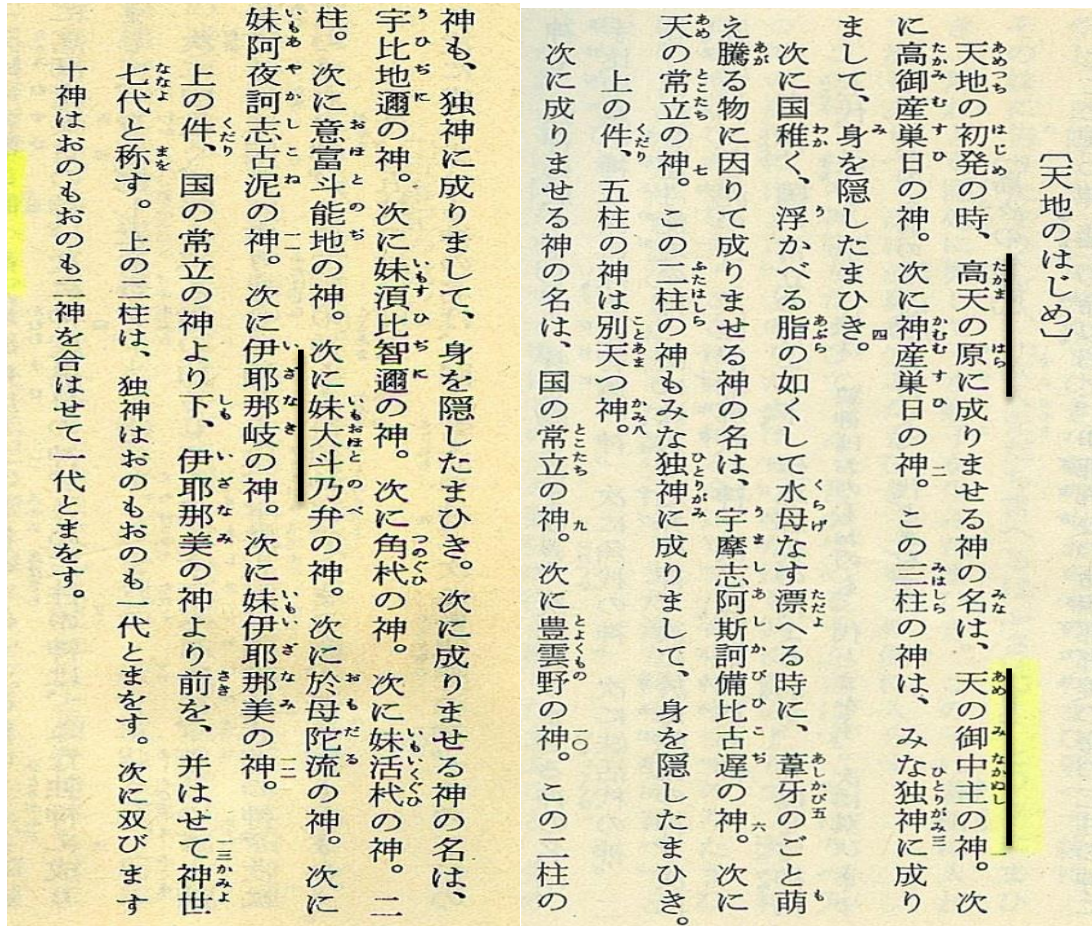 〔天地のはじめ〕
天地の初発の時、高天の原に成りませる神の名は、天の御中主の神。次
に高御産巣日の神。次に神産巣日の神。この三柱の神は、みな独神に成り
まして、身を隠したまひき。
次に国稚く、浮かべる脂の如くして水母なす漂へる時に、葦牙のごと萌
え騰る物に因りて成りませる神の名は、宇摩志阿斯訶備比古遅の神。次に
天の常立の神。この二柱の神もみな独神に成りまして、身を隠したまひき。
上の件、五柱の神は別天つ神。
次に成りませる神の名は、国の常立の神。次に豊雲野の神。この二柱の
神も、独神に成りまして、身を隠したまひき。次に成りませる神の名は、
宇比地邇の神。次に妹須比智邇の神。次に角杙の神。次に妹活杙の神。二
柱。次に意富斗能地の神。次に妹大斗乃弁の神。次に於母陀流の神。次に
妹阿夜訶志古泥の神。次に伊耶那岐の神。次に妹伊耶那美の神。
上の件、国の常立の神より下、伊耶那美の神より前を、并はせて神世
七代と称す。上の二柱は、独神はおのもおのも一代とまをす。次に双びます
十神はおのもおのも二神を合はせて一代とまをす。